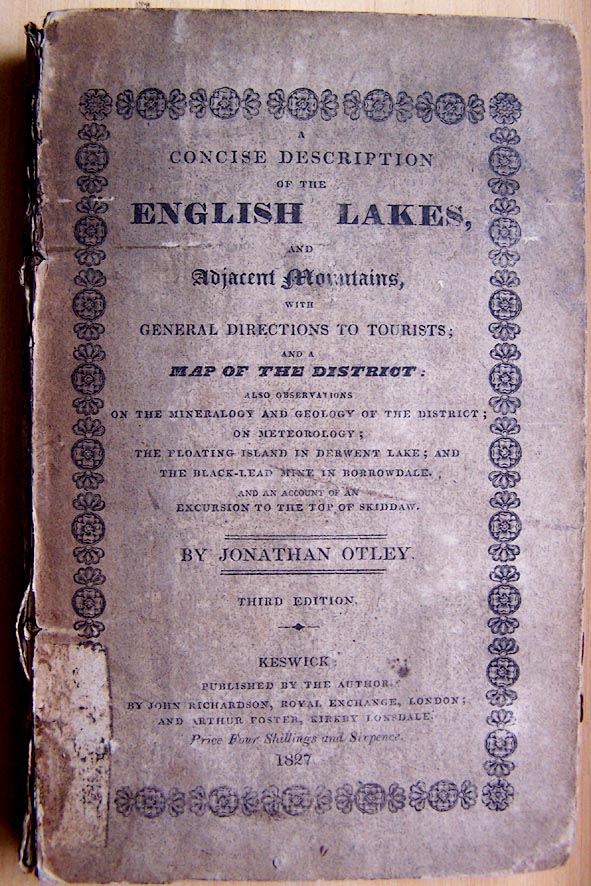 A
CONCISE DESCRIPTION
OF THE
ENGLISH LAKES,
AND
Adjacent Mountains,
WITH
GENERAL DIRECTIONS TO TOURISTS;
AND A
MAP OF THE DISTRICT:
ALSO OBSERVATIONS
ON THE MINERALOGY AND GEOLOGY OF THE DISTRICT;
ON METEOROLOGY;
THE FLOATING ISLAND IN DERWENT LAKE; AND
THE BLACK-LEAD MINE IN BORROWDALE.
AND AN ACCOUNT OF AN
EXCURSION TO THE TOP OF SKIDDAW.
BY JONATHAN OTLEY.
THIRD EDITION.
KESWICK:
PUBLISHED BY THE AUTHOR;
BY JOHN RICHARDSON, ROYAL EXCHANGE, LONDON;
AND ARTHUR FOSTER, KIRKBY LONSDALE.
Price Four Shillings and Sixpence.
1827